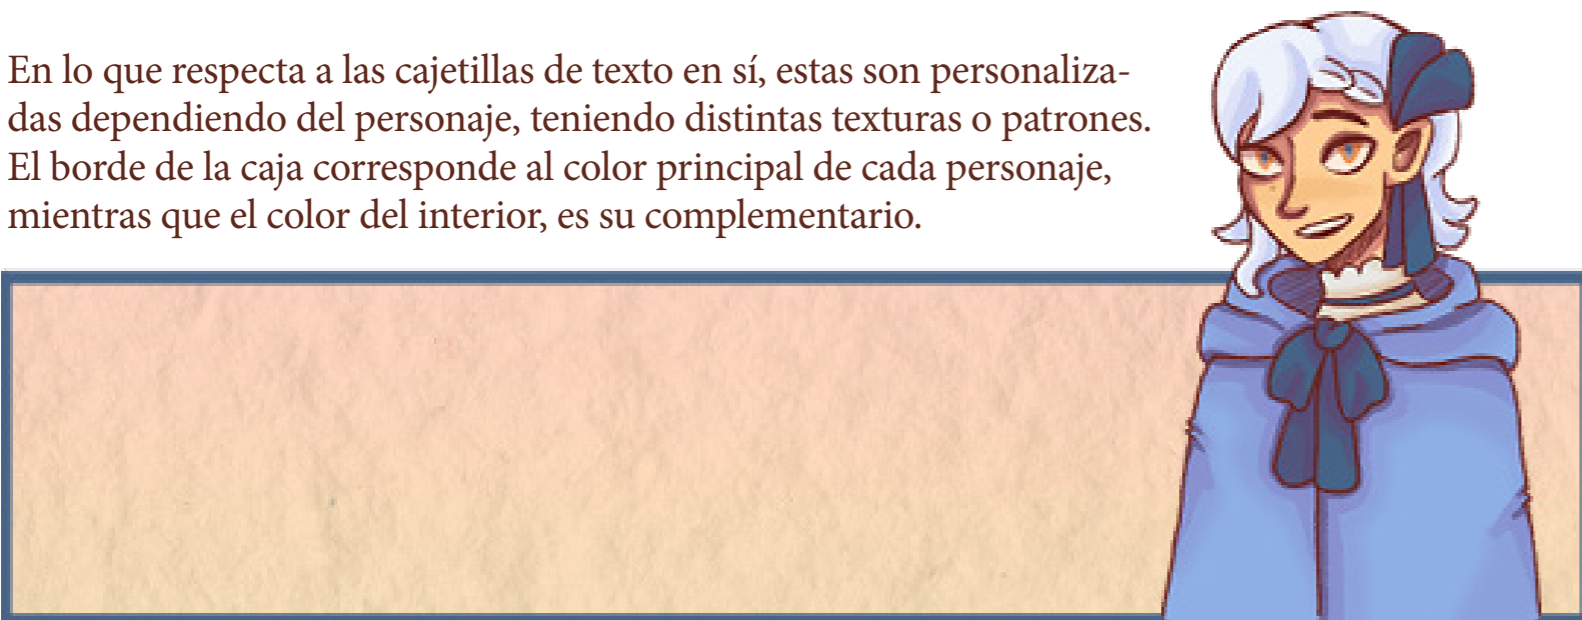 En lo que respecta a las cajetillas de texto en sí, estas son personaliza-
das dependiendo del personaje, teniendo distintas texturas o patrones.
El borde de la caja corresponde al color principal de cada personaje,
mientras que el color del interior, es su complementario.